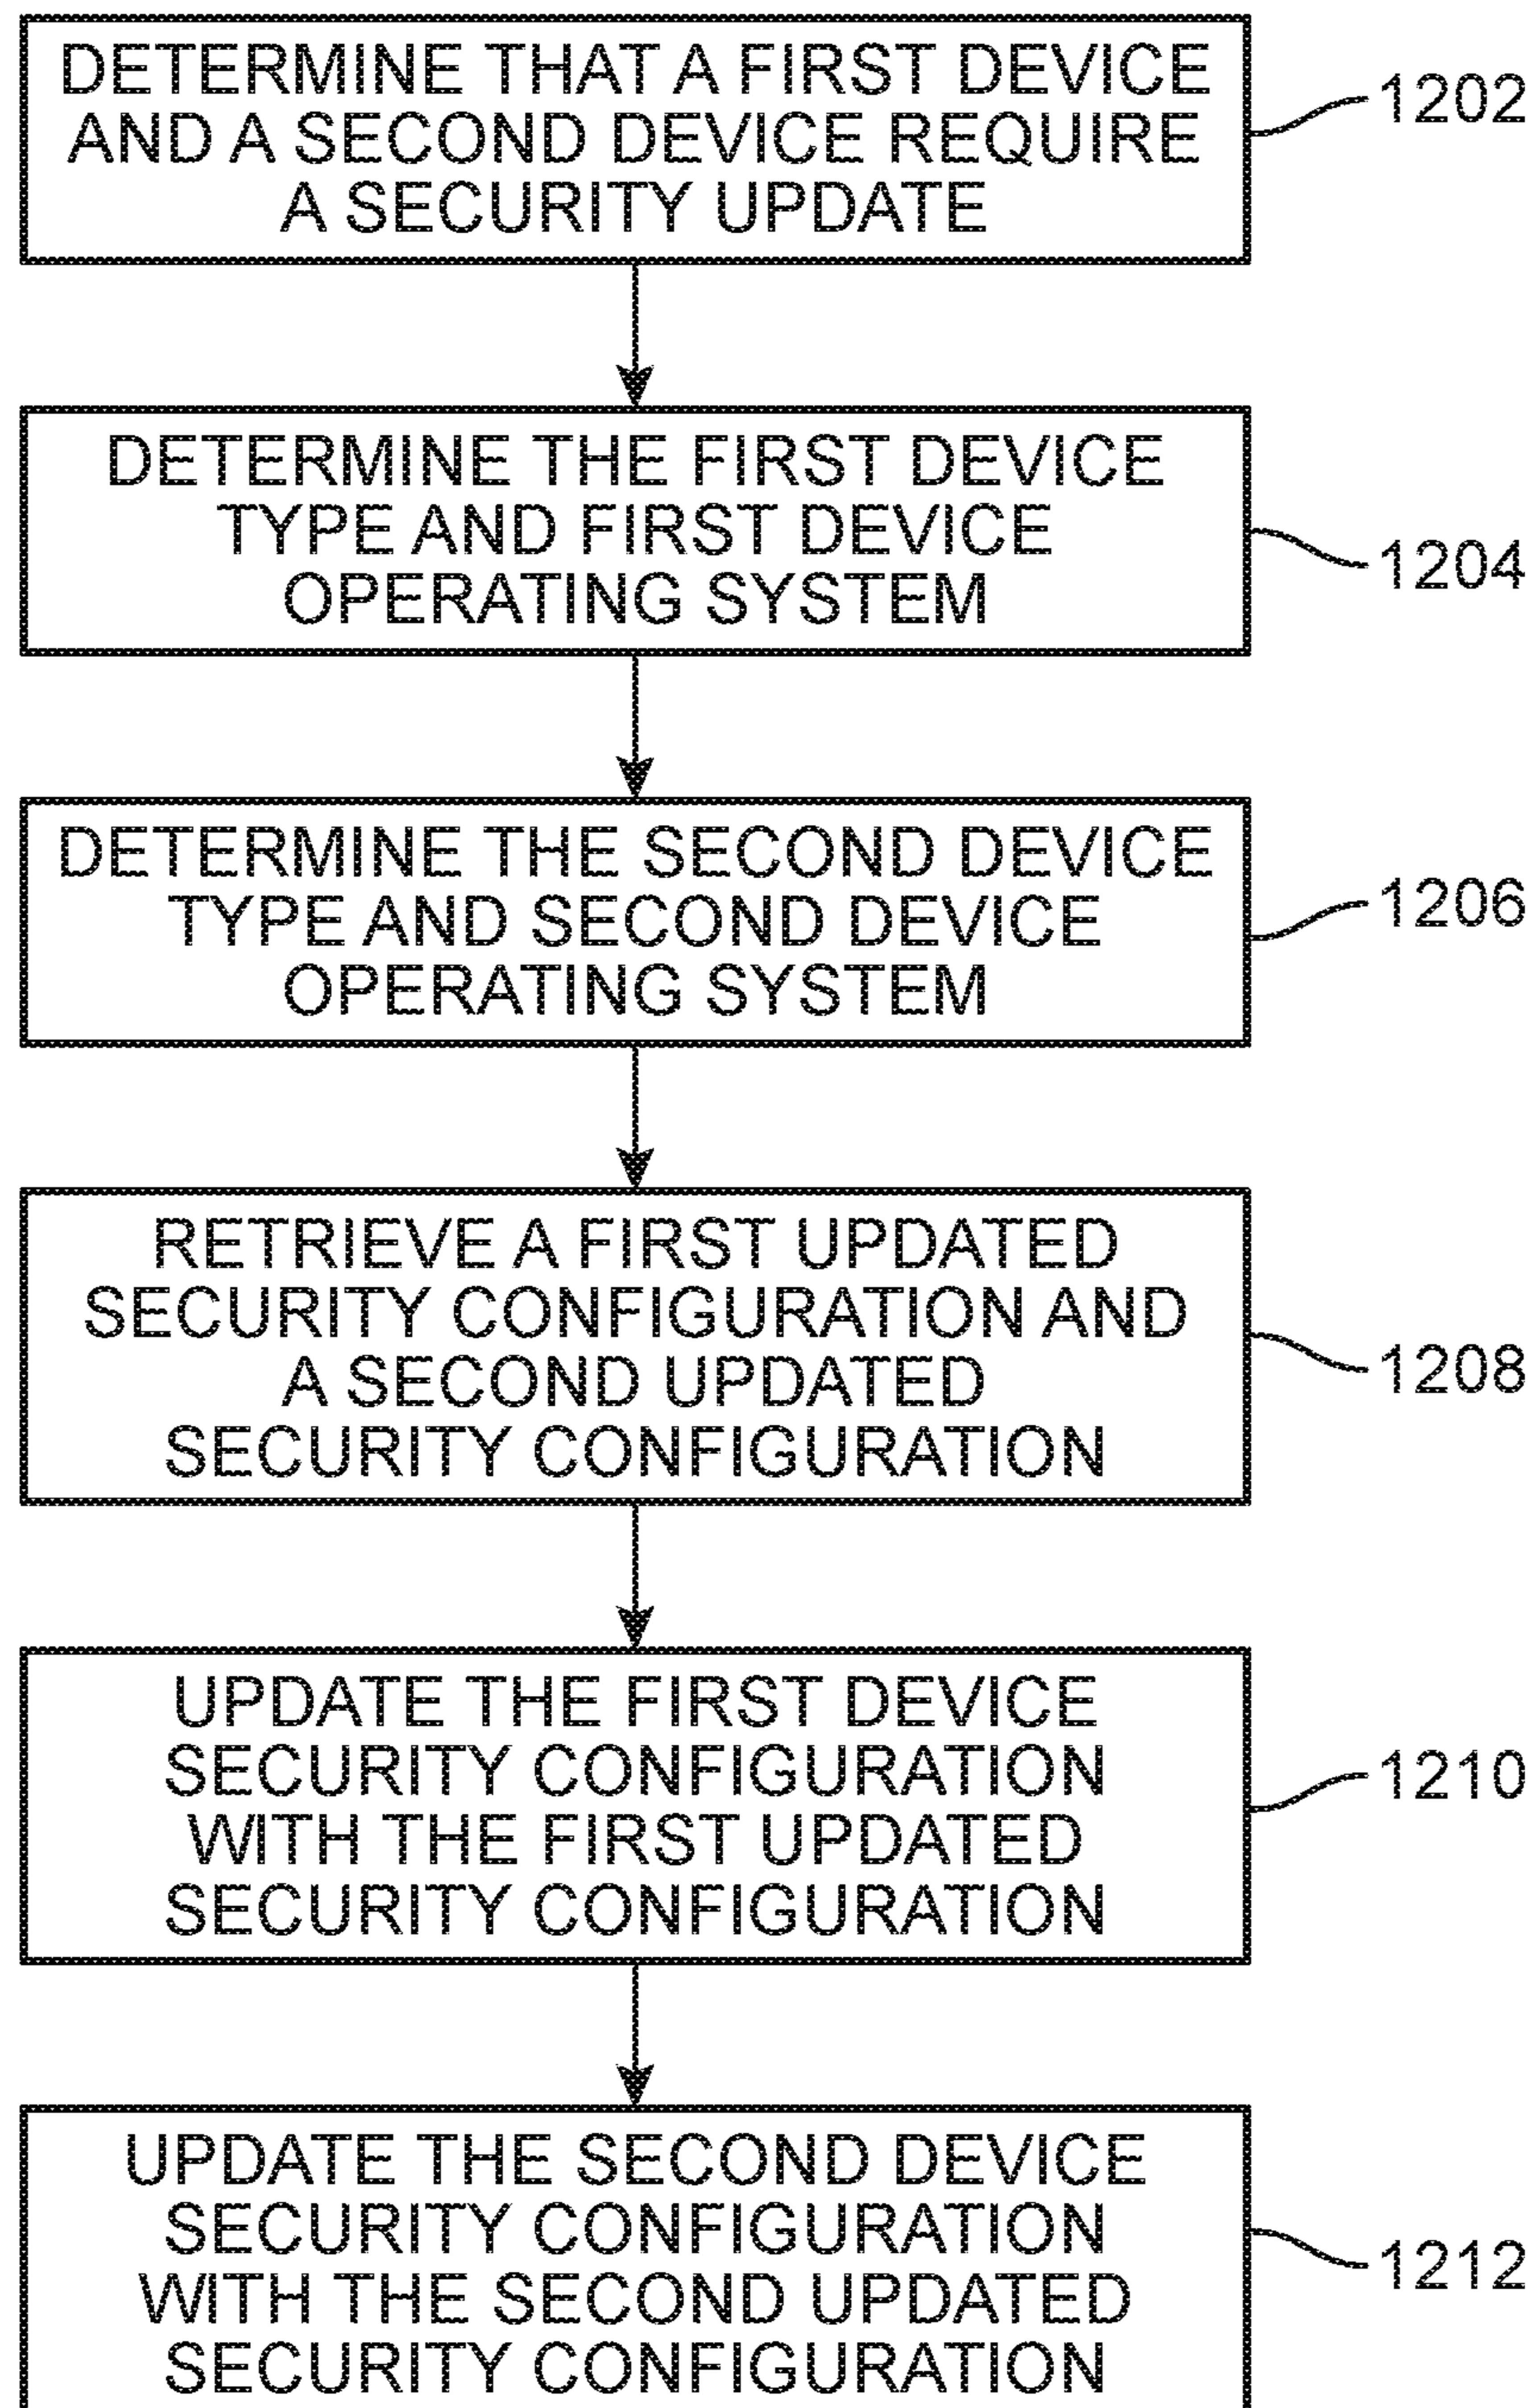 DETERMINE THAT A FIRST DEVICE
AND A SECOND DEVICE REQUIRE
A SECURITY UPDATE
1202
DETERMINE THE FIRST DEVICE
TYPE AND FIRST DEVICE
OPERATING SYSTEM
1204
DETERMINE THE SECOND DEVICE
TYPE AND SECOND DEVICE
OPERATING SYSTEM
1206
RETRIEVE A FIRST UPDATED
SECURITY CONFIGURATION AND
A SECOND UPDATED
SECURITY CONFIGURATION
1208
UPDATE THE FIRST DEVICE
SECURITY CONFIGURATION
WITH THE FIRST UPDATED
SECURITY CONFIGURATION
1210
UPDATE THE SECOND DEVICE
SECURITY CONFIGURATION
WITH THE SECOND UPDATED
SECURITY CONFIGURATION
1212